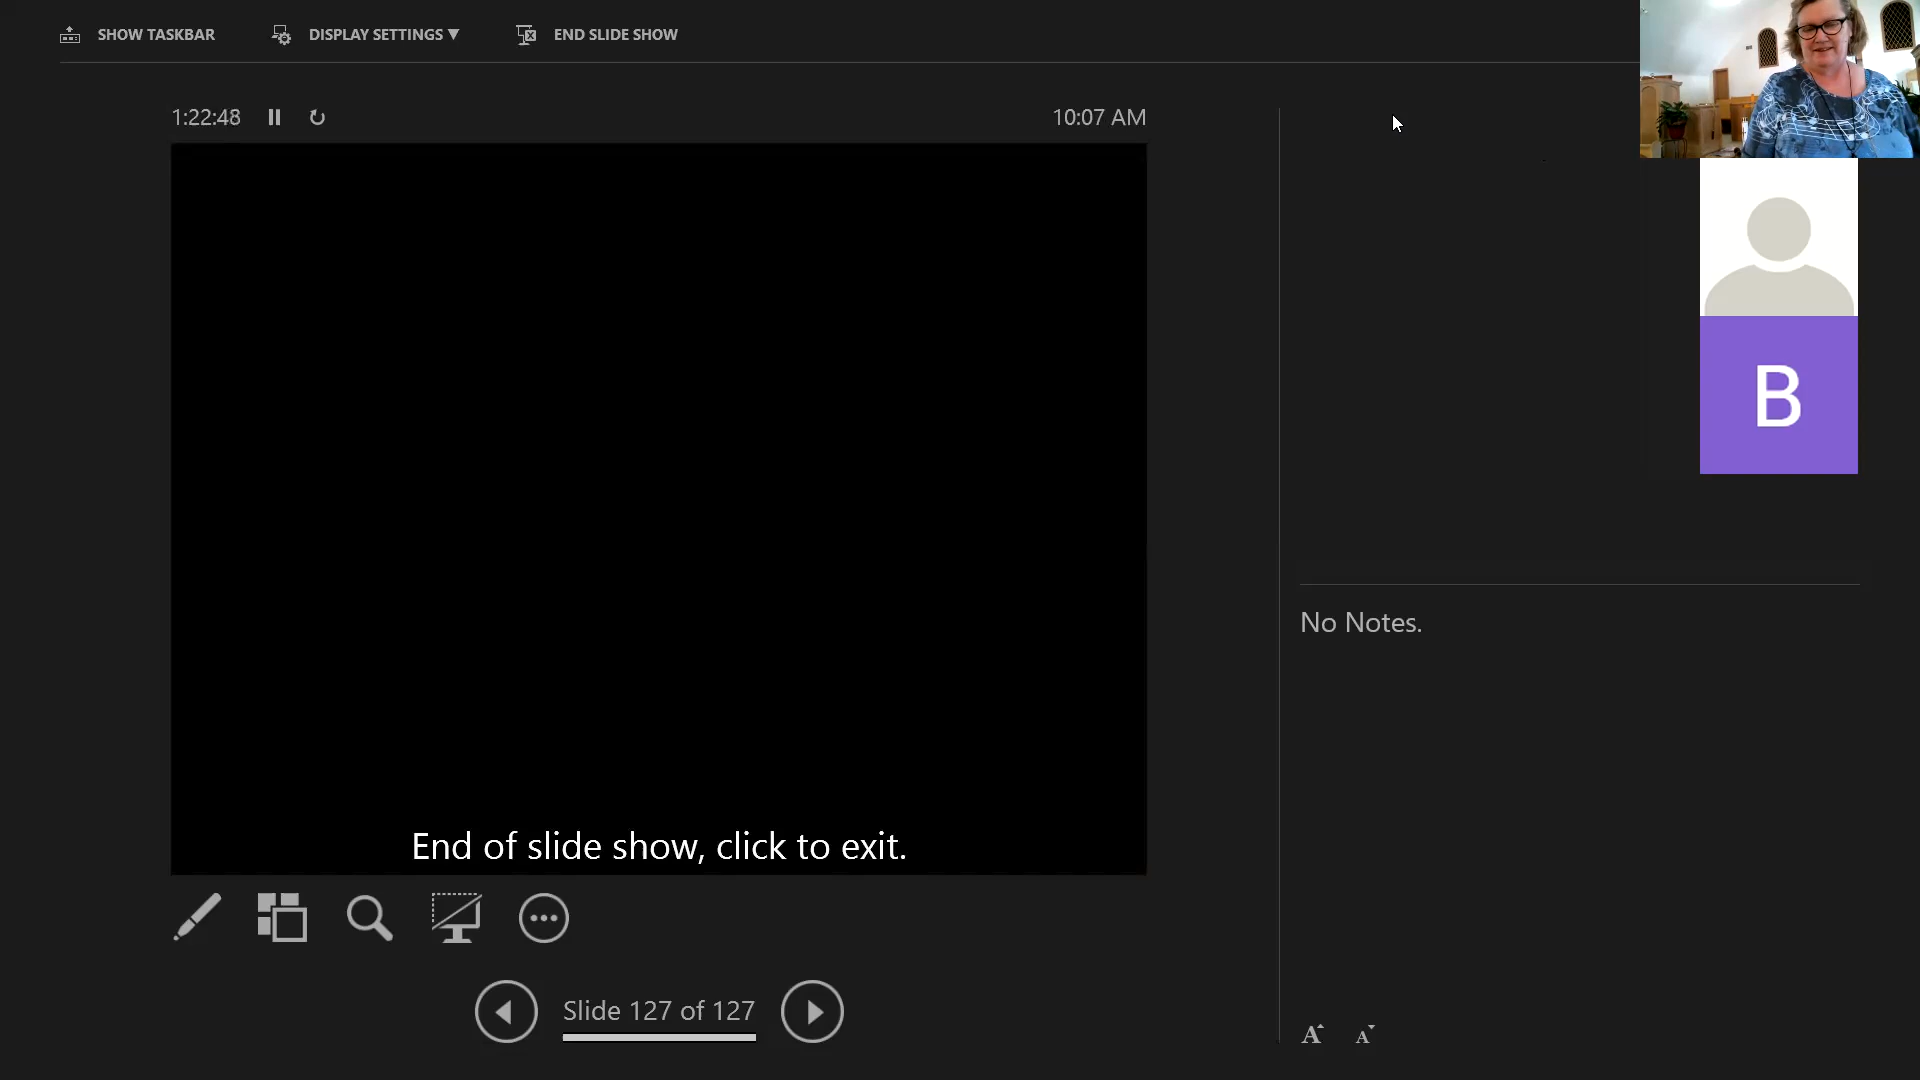 SHOW TASKBAR
DISPLAY SETTINGS ▼
END SLIDE SHOW
1:22:48
10:07 AM
B
End of slide show, click to exit.
No Notes.
Slide 127 of 127
A A